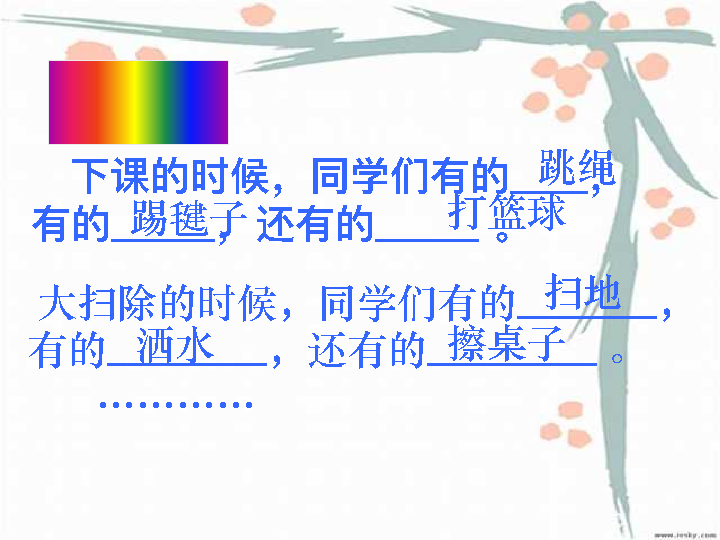 下课的时候，同学们有的跳绳，
有的踢毽子，还有的打篮球。
大扫除的时候，同学们有的扫地，
有的洒水，还有的擦桌子。
…………
www.1csky.com